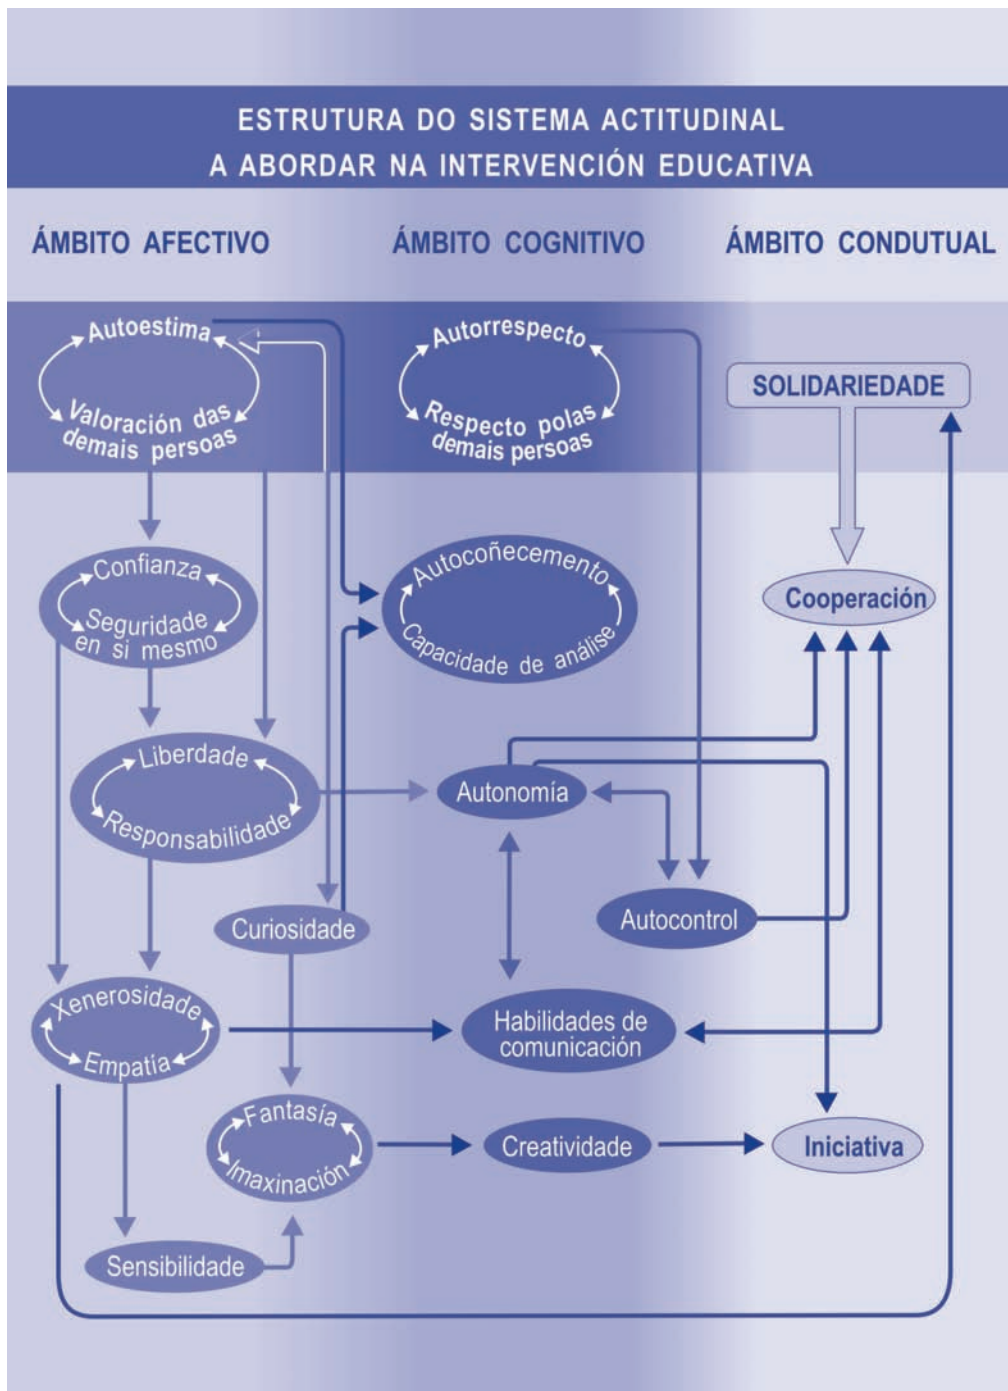 ESTRUTURA DO SISTEMA ACTITUDINAL
A ABORDAR NA INTERVENCIÓN EDUCATIVA
ÁMBITO AFECTIVO
ÁMBITO COGNITIVO
ÁMBITO CONDUTUAL
Autoestima
Valoración das
demais persoas
Autorrespecto
Respecto polas
demais persoas
SOLIDARIEDADE
Confianza
Seguridade
en si mesmo
Autocoñecemento
Capacidade de análise
Cooperación
Liberdade
Responsabilidade
Autonomía
Curiosidade
Autocontrol
Xenerosidade
Empatía
Habilidades de
comunicación
Fantasía
Imaxinación
Creatividade
Iniciativa
Sensibilidade